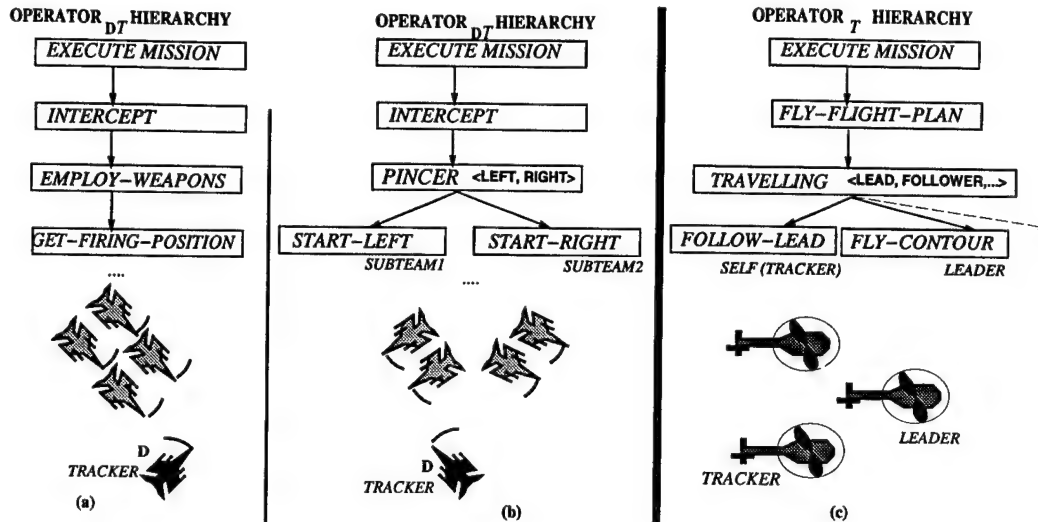 OPERATOR DT HIERARCHY
EXECUTE MISSION
INTERCEPT
EMPLOY–WEAPONS
GET–FIRING–POSITION
....
D
TRACKER
(a)
OPERATOR DT HIERARCHY
EXECUTE MISSION
INTERCEPT
PINCER <LEFT, RIGHT>
START–LEFT START–RIGHT
SUBTEAM1 SUBTEAM2
....
D
TRACKER
(b)
OPERATOR T HIERARCHY
EXECUTE MISSION
FLY–FLIGHT–PLAN
TRAVELLING <LEAD, FOLLOWER,...>
FOLLOW–LEAD FLY–CONTOUR
SELF (TRACKER) LEADER
LEADER
TRACKER
(c)